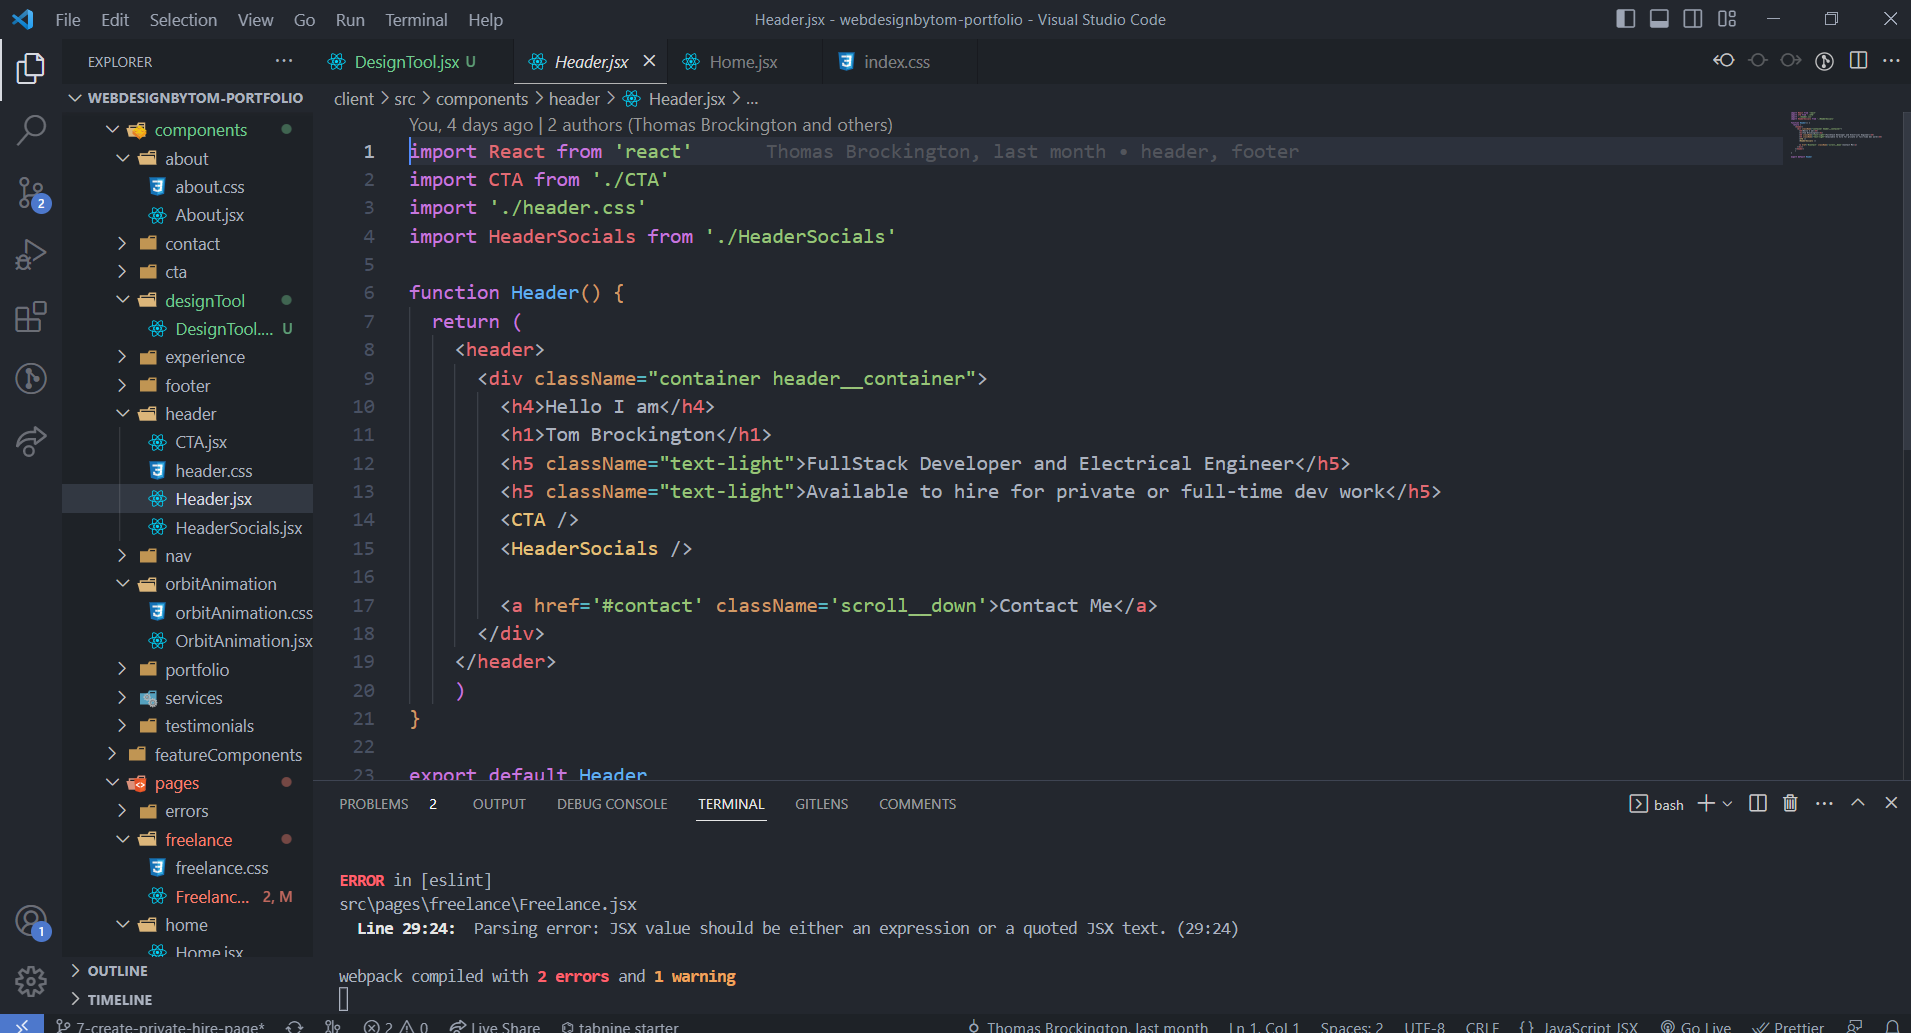 File Edit Selection View Go Run Terminal Help
Header.jsx - webdesignbytom-portfolio - Visual Studio Code
EXPLORER
DesignTool.jsx U
Header.jsx
Home.jsx
index.css
WEBDESIGNBYTOM-PORTFOLIO
components
about
about.css
About.jsx
contact
cta
designTool
DesignTool.... U
experience
footer
header
CTA.jsx
header.css
Header.jsx
HeaderSocials.jsx
nav
orbitAnimation
orbitAnimation.css
OrbitAnimation.jsx
portfolio
services
testimonials
featureComponents
pages
errors
freelance
freelance.css
Freelanc... 2, M
home
Home.jsx
OUTLINE
TIMELINE
2
1
client > src > components > header > Header.jsx > ...
You, 4 days ago | 2 authors (Thomas Brockington and others)
1 import React from 'react' Thomas Brockington, last month • header, footer
2 import CTA from './CTA'
3 import './header.css'
4 import HeaderSocials from './HeaderSocials'
5
6 function Header() {
7 return (
8 <header>
9 <div className="container header__container">
10 <h4>Hello I am</h4>
11 <h1>Tom Brockington</h1>
12 <h5 className="text-light">FullStack Developer and Electrical Engineer</h5>
13 <h5 className="text-light">Available to hire for private or full-time dev work</h5>
14 <CTA />
15 <HeaderSocials />
16
17 <a href='#contact' className='scroll__down'>Contact Me</a>
18 </div>
19 </header>
20 )
21 }
22
23 export default Header
PROBLEMS 2 OUTPUT DEBUG CONSOLE TERMINAL GITLENS COMMENTS
bash
ERROR in [eslint]
src\pages\freelance\Freelance.jsx
Line 29:24: Parsing error: JSX value should be either an expression or a quoted JSX text. (29:24)
webpack compiled with 2 errors and 1 warning
7-create-private-hire-page* 2 0 Live Share tabnine starter Thomas Brockington, last month Ln 1, Col 1 Spaces: 2 UTF-8 CRLF {} JavaScript JSX Go Live Prettier